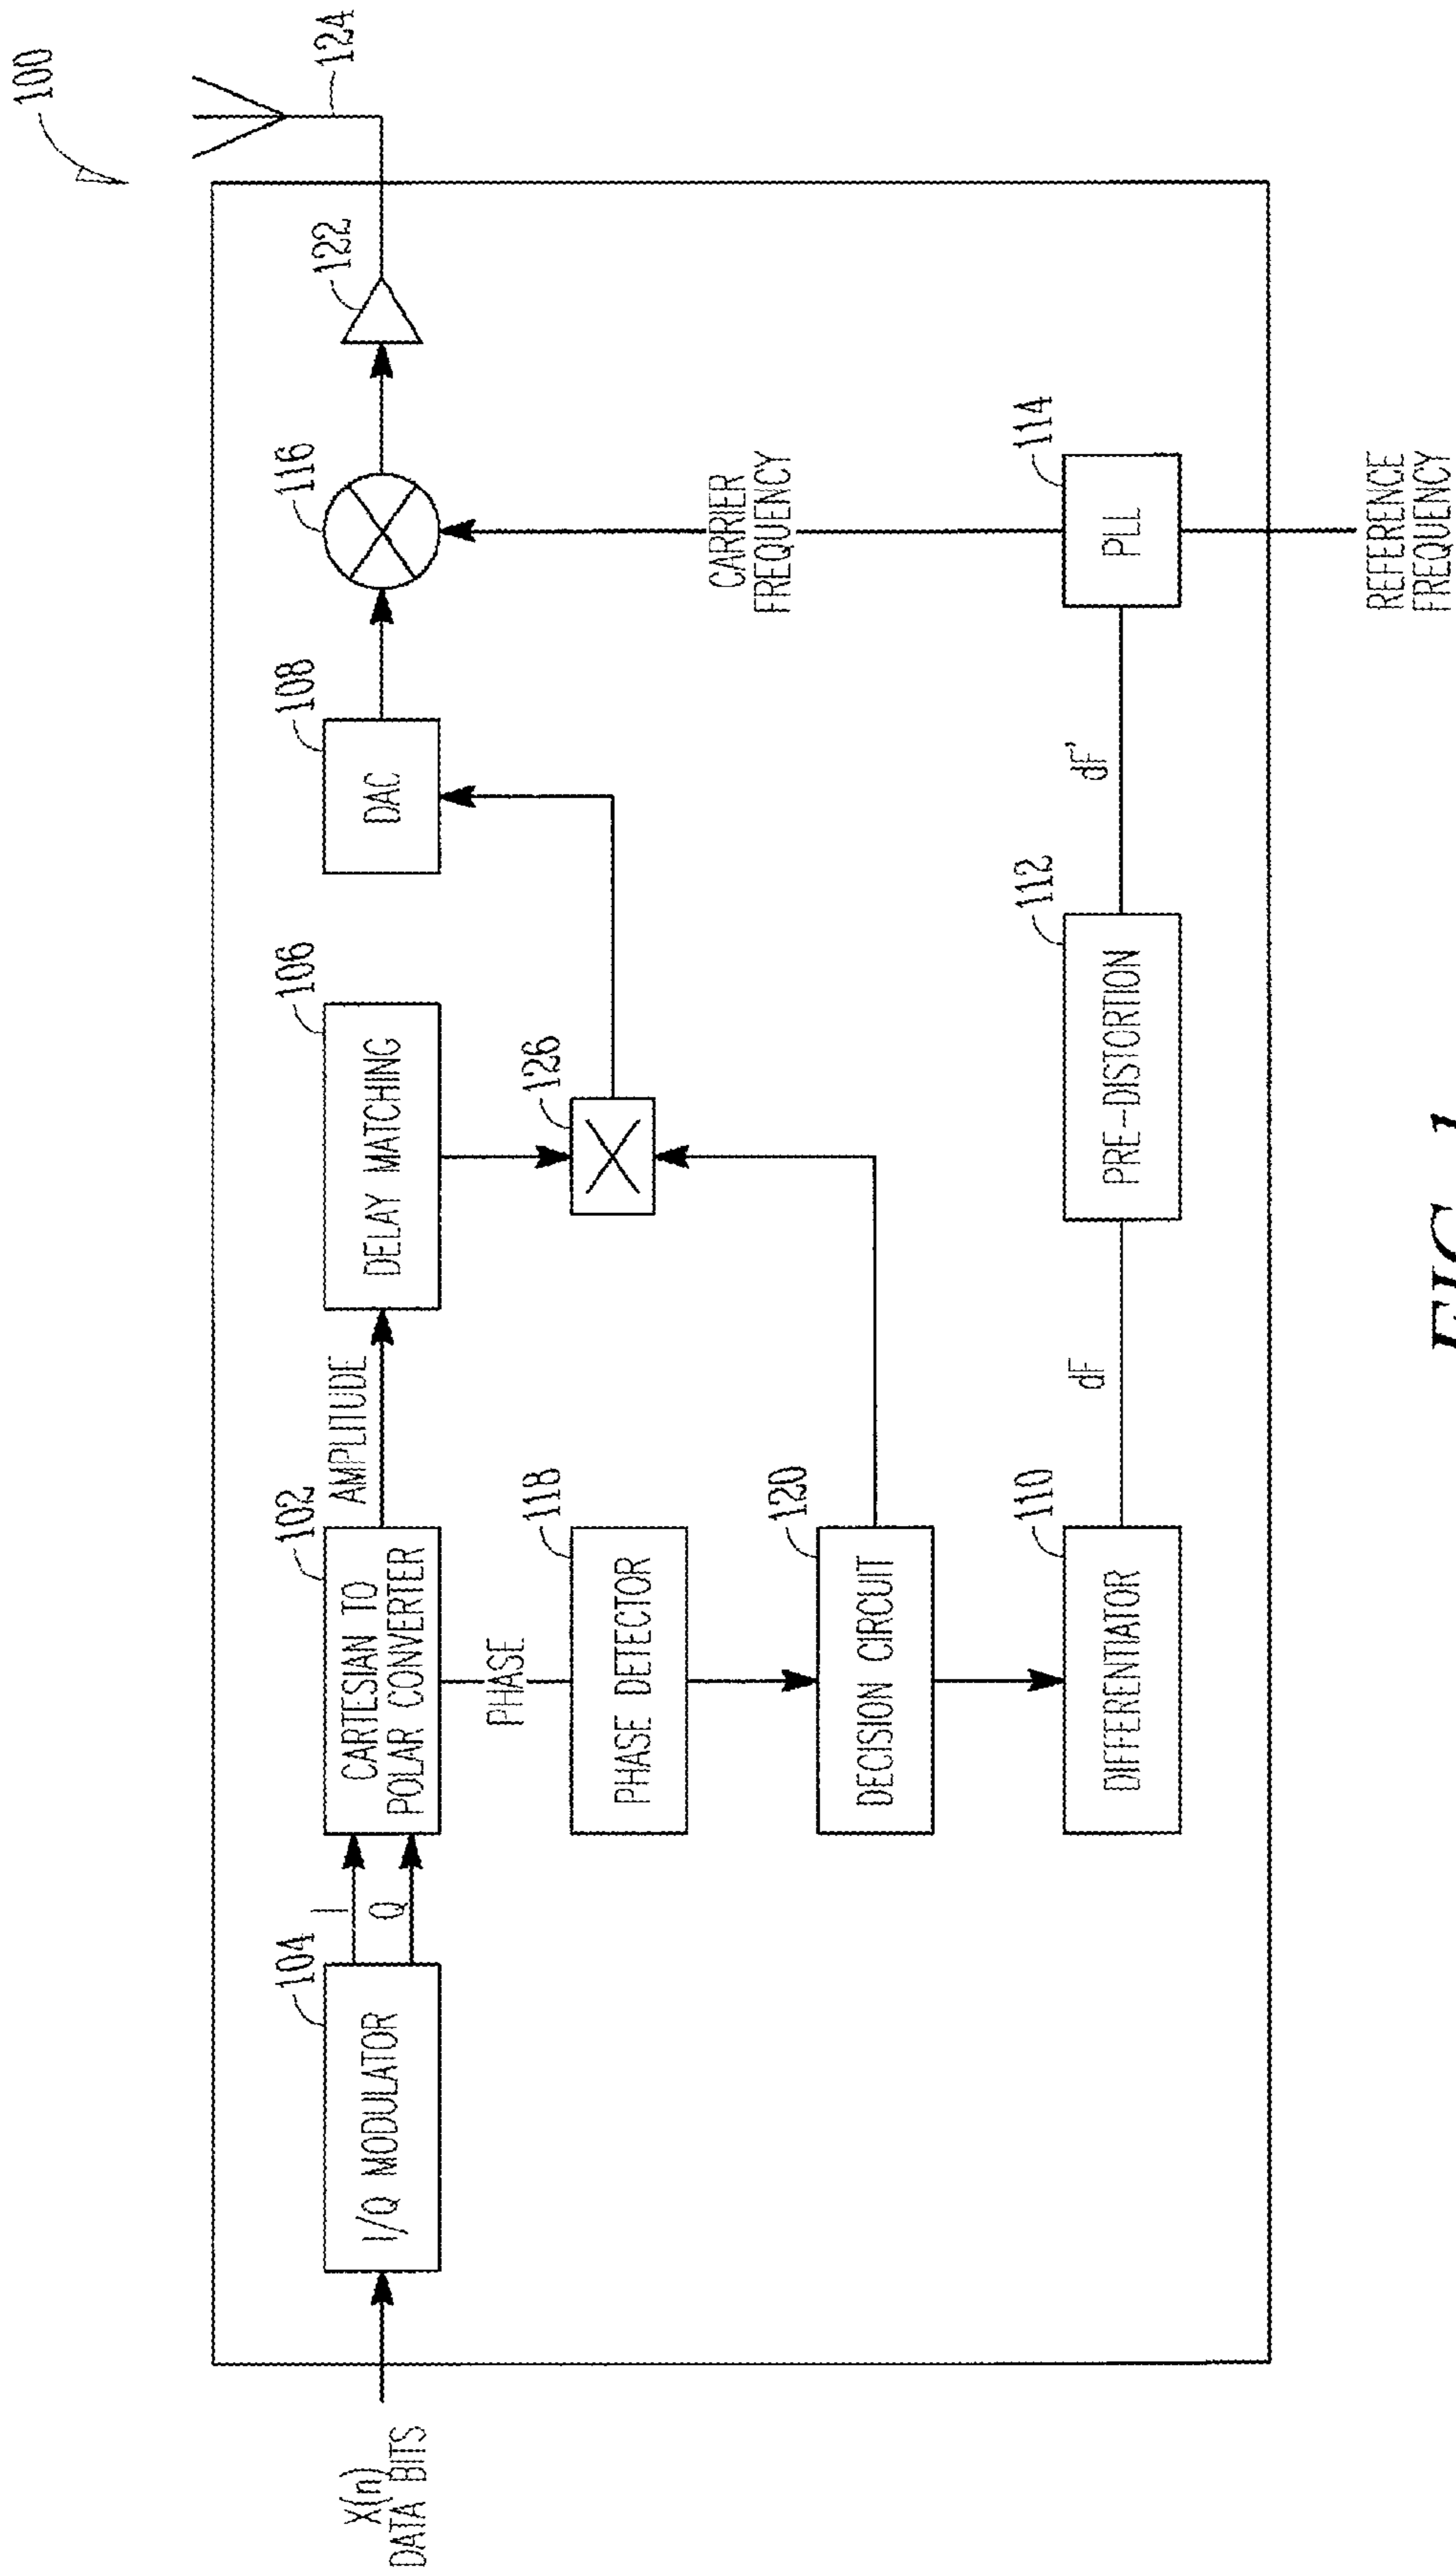 100
124
122
116
CARRIER
FREQUENCY
114
PLL
REFERENCE
FREQUENCY
108
DAC
dF'
106
DELAY MATCHING
126
112
PRE-DISTORTION
AMPLITUDE
dF
102
CARTESIAN TO
POLAR CONVERTER
PHASE
118
PHASE DETECTOR
120
DECISION CIRCUIT
110
DIFFERENTIATOR
I
Q
104
I/Q MODULATOR
X(n)
DATA BITS
FIG. 1